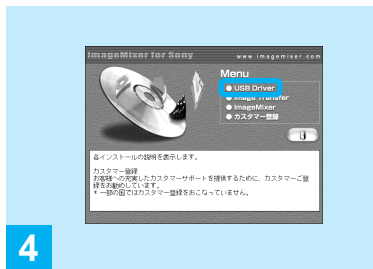 ImageMixer for Sony
www.imagemixer.com
Menu
USB Driver
Image Transfer
ImageMixer
カスタマー登録
各インストールの説明を表示します。
カスタマー登録
お客様への充実したカスタマーサポートを提供するために、カスタマーご登
録をお勧めしています。
* 一部の国ではカスタマー登録をおこなっていません。
4